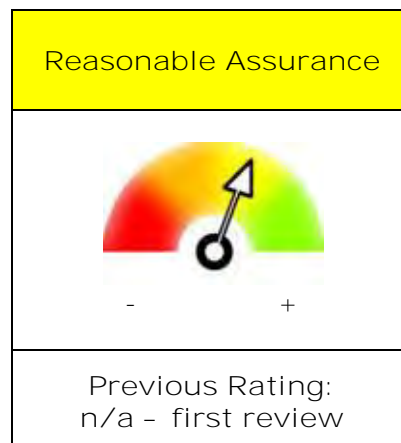 Reasonable Assurance
- +
Previous Rating:
n/a – first review